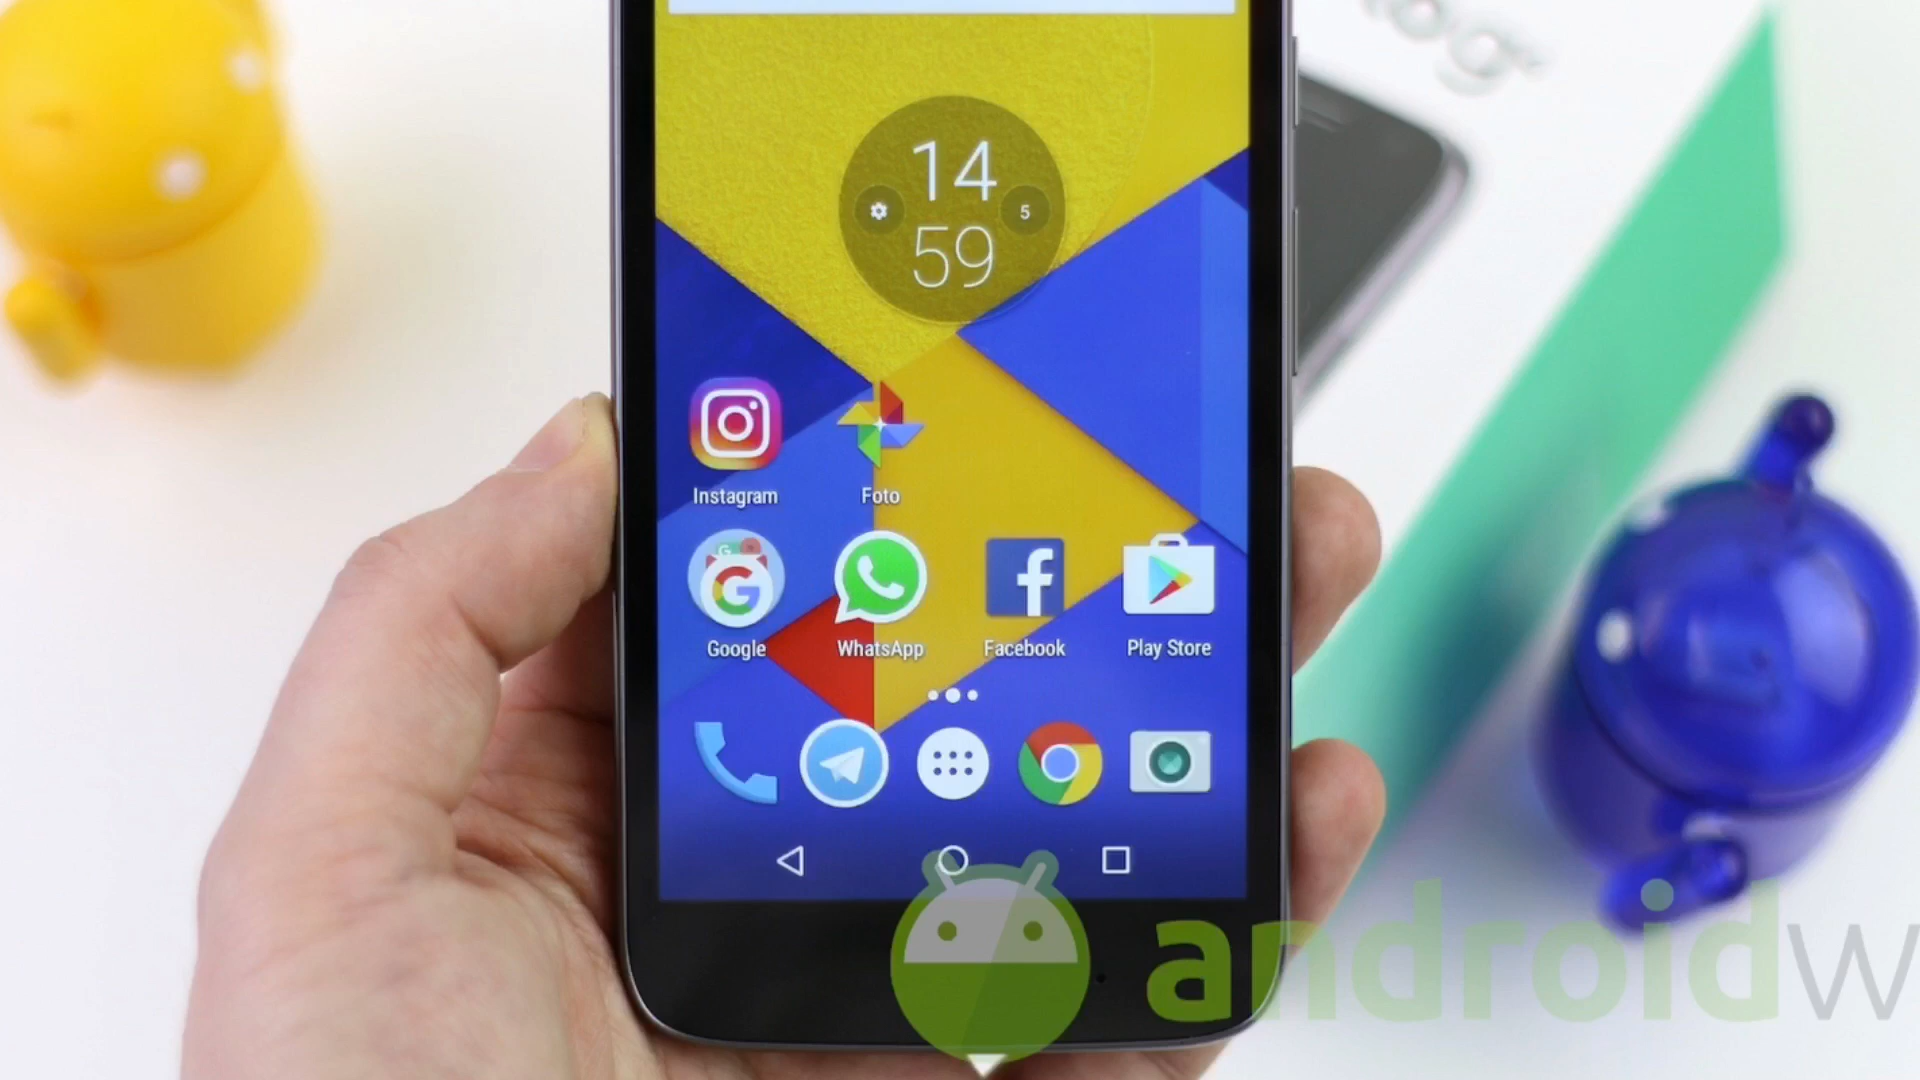 14
5
59
Instagram
Foto
Google
WhatsApp
Facebook
Play Store
androidw